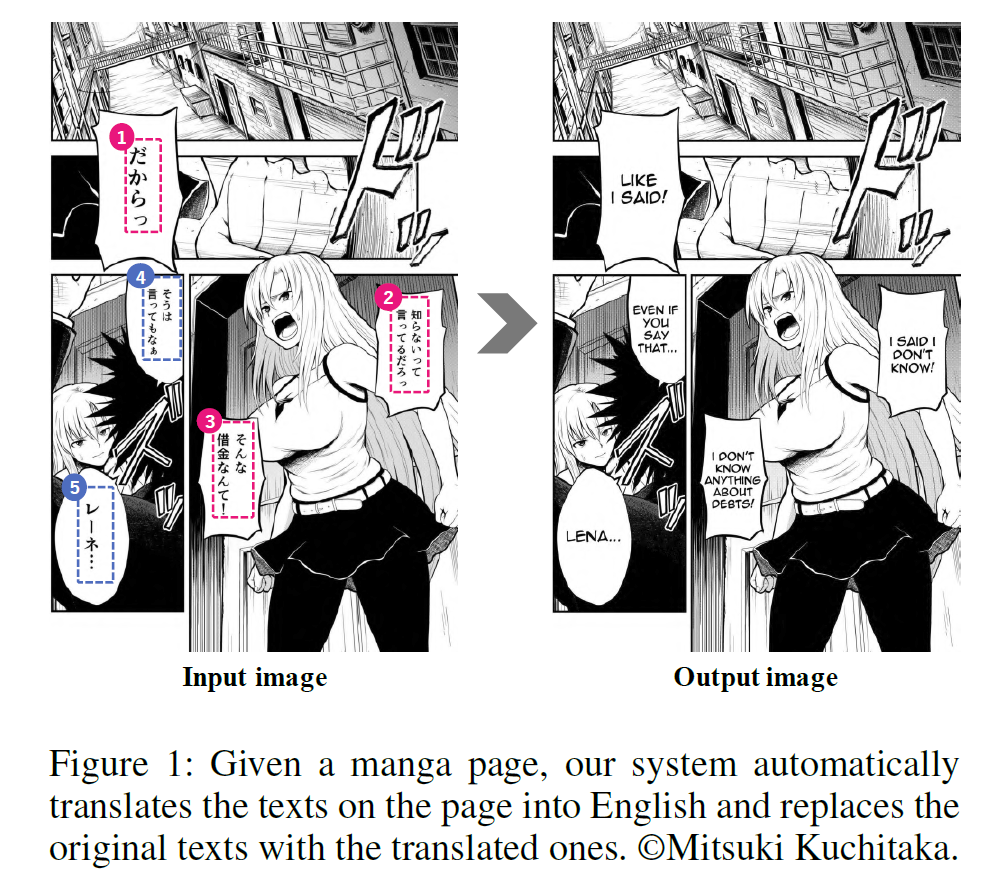 1
だからっ
ドドド
2
知らないって
言ってるだろっ
3
そんな
借金なんて!
4
そうは
言ってもなぁ
5
レーネ…
Input image
LIKE
I SAID!
I SAID I
DON'T
KNOW!
I DON'T
KNOW
ANYTHING
ABOUT
DEBTS!
EVEN IF
YOU
SAY
THAT...
LENA...
Output image
Figure 1: Given a manga page, our system automatically
translates the texts on the page into English and replaces the
original texts with the translated ones. ©Mitsuki Kuchitaka.